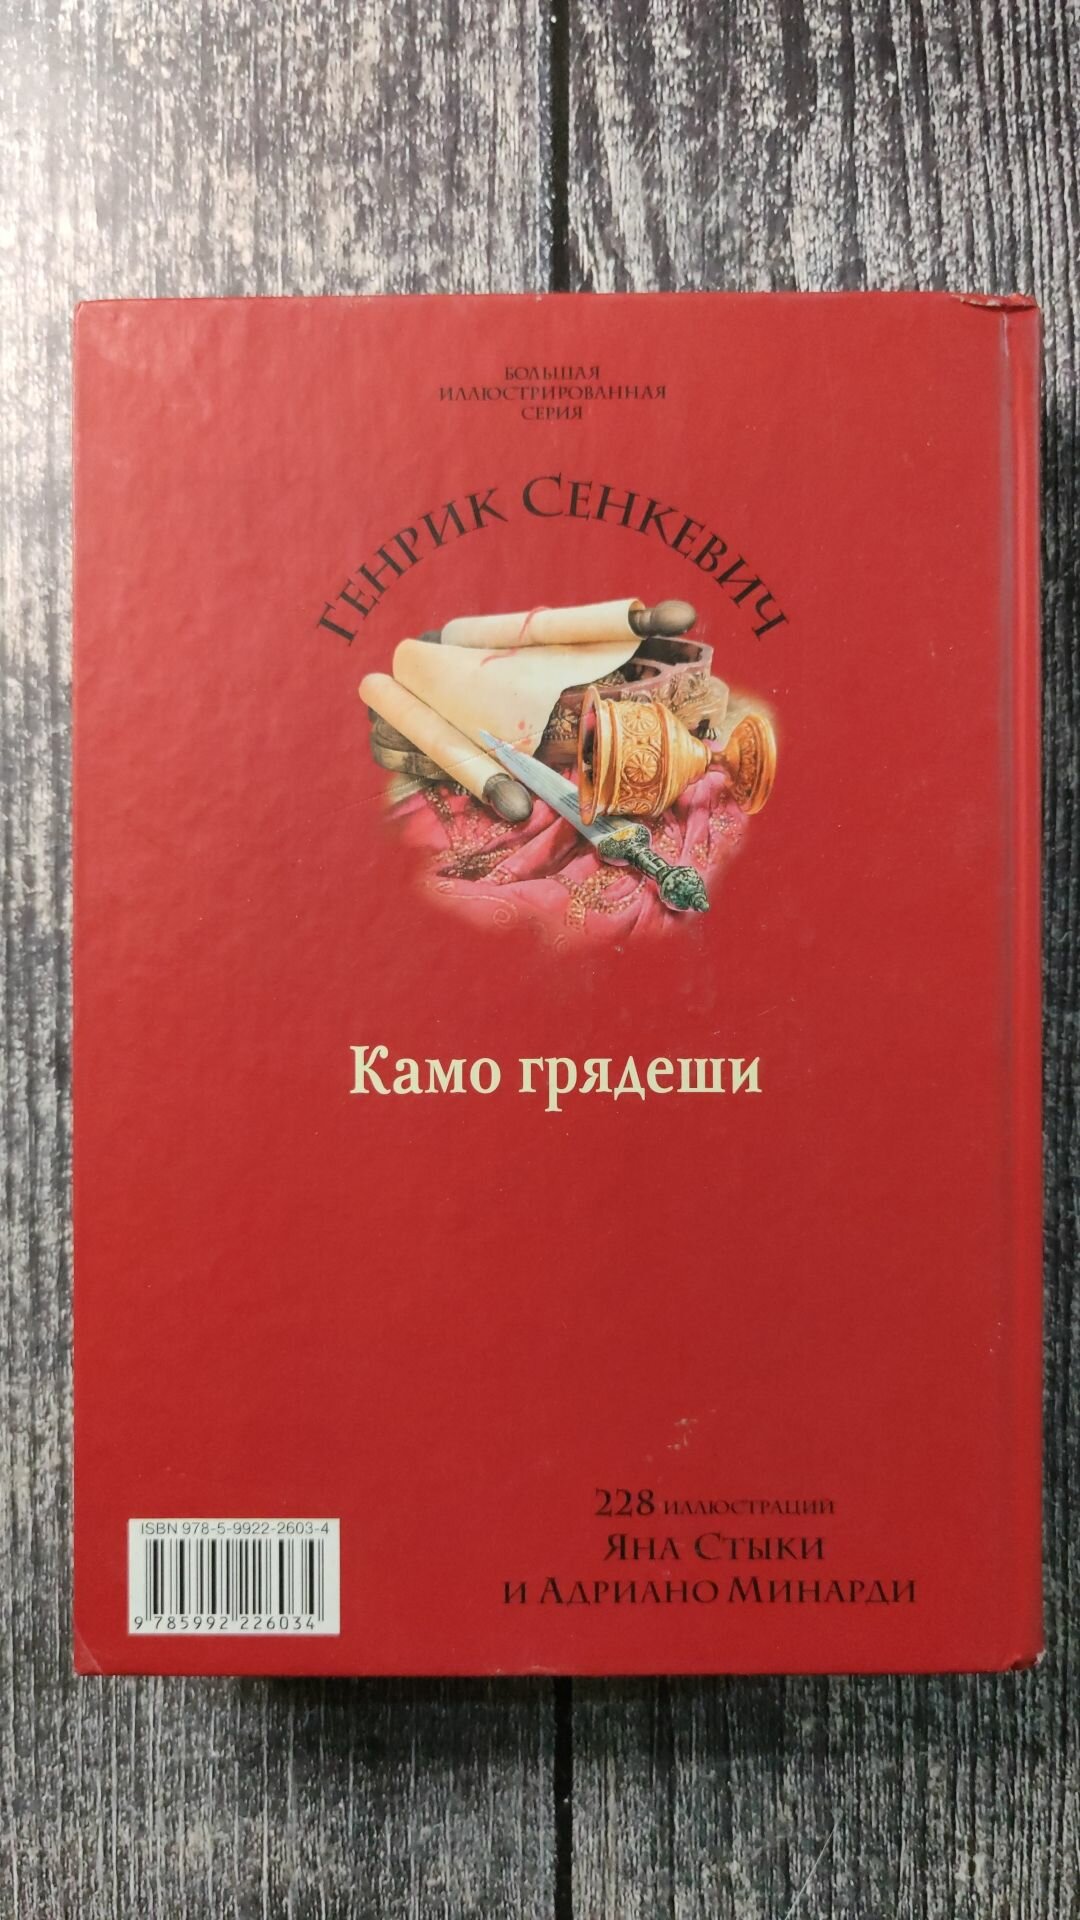 БОЛЬШАЯ
ИЛЛЮСТРИРОВАННАЯ
СЕРИЯ
ГЕНРИК СЕНКЕВИЧ
Камо грядеши
228 ИЛЛЮСТРАЦИЙ
ЯНА СТЫКИ
И АДРИАНО МИНАРДИ
ISBN 978-5-9922-2603-4
9 785992 226034